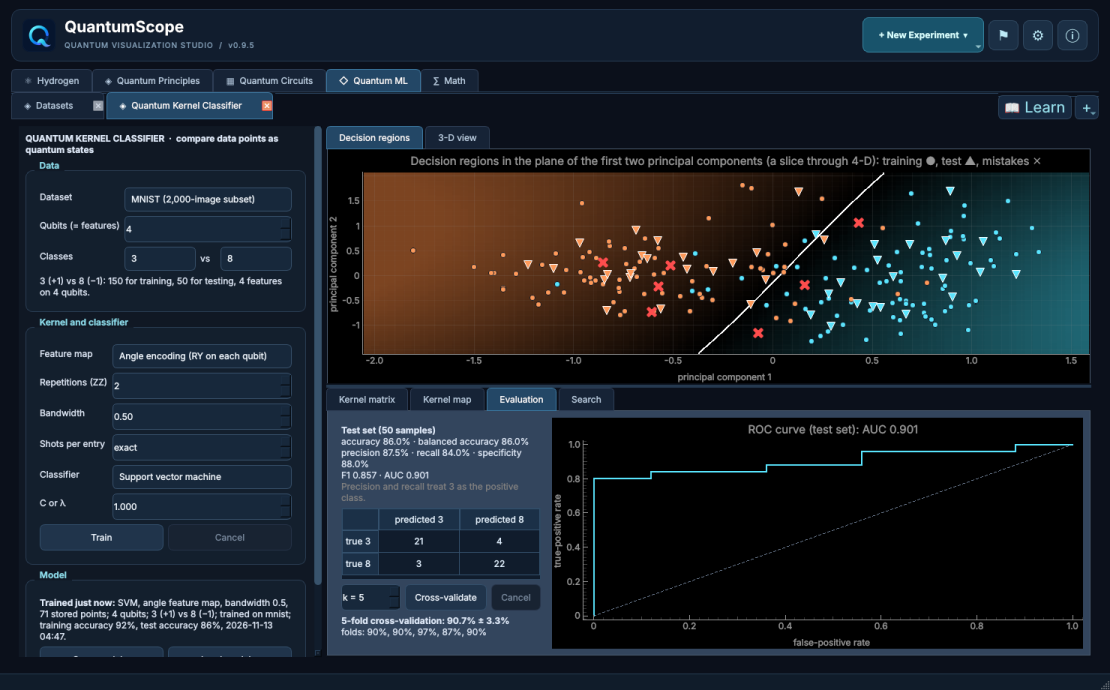 QuantumScope
QUANTUM VISUALIZATION STUDIO / v0.9.5
+ New Experiment ▾
Hydrogen
Quantum Principles
Quantum Circuits
Quantum ML
∑ Math
Datasets
Quantum Kernel Classifier
Learn
+
QUANTUM KERNEL CLASSIFIER · compare data points as
quantum states
Data
Dataset
MNIST (2,000-image subset)
Qubits (= features)
4
Classes
3
vs
8
3 (+1) vs 8 (−1): 150 for training, 50 for testing, 4 features
on 4 qubits.
Kernel and classifier
Feature map
Angle encoding (RY on each qubit)
Repetitions (ZZ)
2
Bandwidth
0.50
Shots per entry
exact
Classifier
Support vector machine
C or λ
1.000
Train
Cancel
Model
Trained just now: SVM, angle feature map, bandwidth 0.5,
71 stored points; 4 qubits; 3 (+1) vs 8 (−1); trained on mnist;
training accuracy 92%, test accuracy 86%, 2026-11-13
04:47.
Decision regions
3-D view
Decision regions in the plane of the first two principal components (a slice through 4-D): training ●, test ▲, mistakes ×
principal component 2
1.5
1
0.5
0
-0.5
-1
-2.0
-1.5
-1.0
-0.5
0
0.5
1.0
1.5
principal component 1
Kernel matrix
Kernel map
Evaluation
Search
Test set (50 samples)
accuracy 86.0% · balanced accuracy 86.0%
precision 87.5% · recall 84.0% · specificity
88.0%
F1 0.857 · AUC 0.901
Precision and recall treat 3 as the positive
class.
predicted 3
predicted 8
true 3
21
4
true 8
3
22
k = 5
Cross-validate
Cancel
5-fold cross-validation: 90.7% ± 3.3%
folds: 90%, 90%, 97%, 87%, 90%
ROC curve (test set): AUC 0.901
true-positive rate
1.0
0.8
0.6
0.4
0.2
0
0
0.2
0.4
0.6
0.8
1.0
false-positive rate